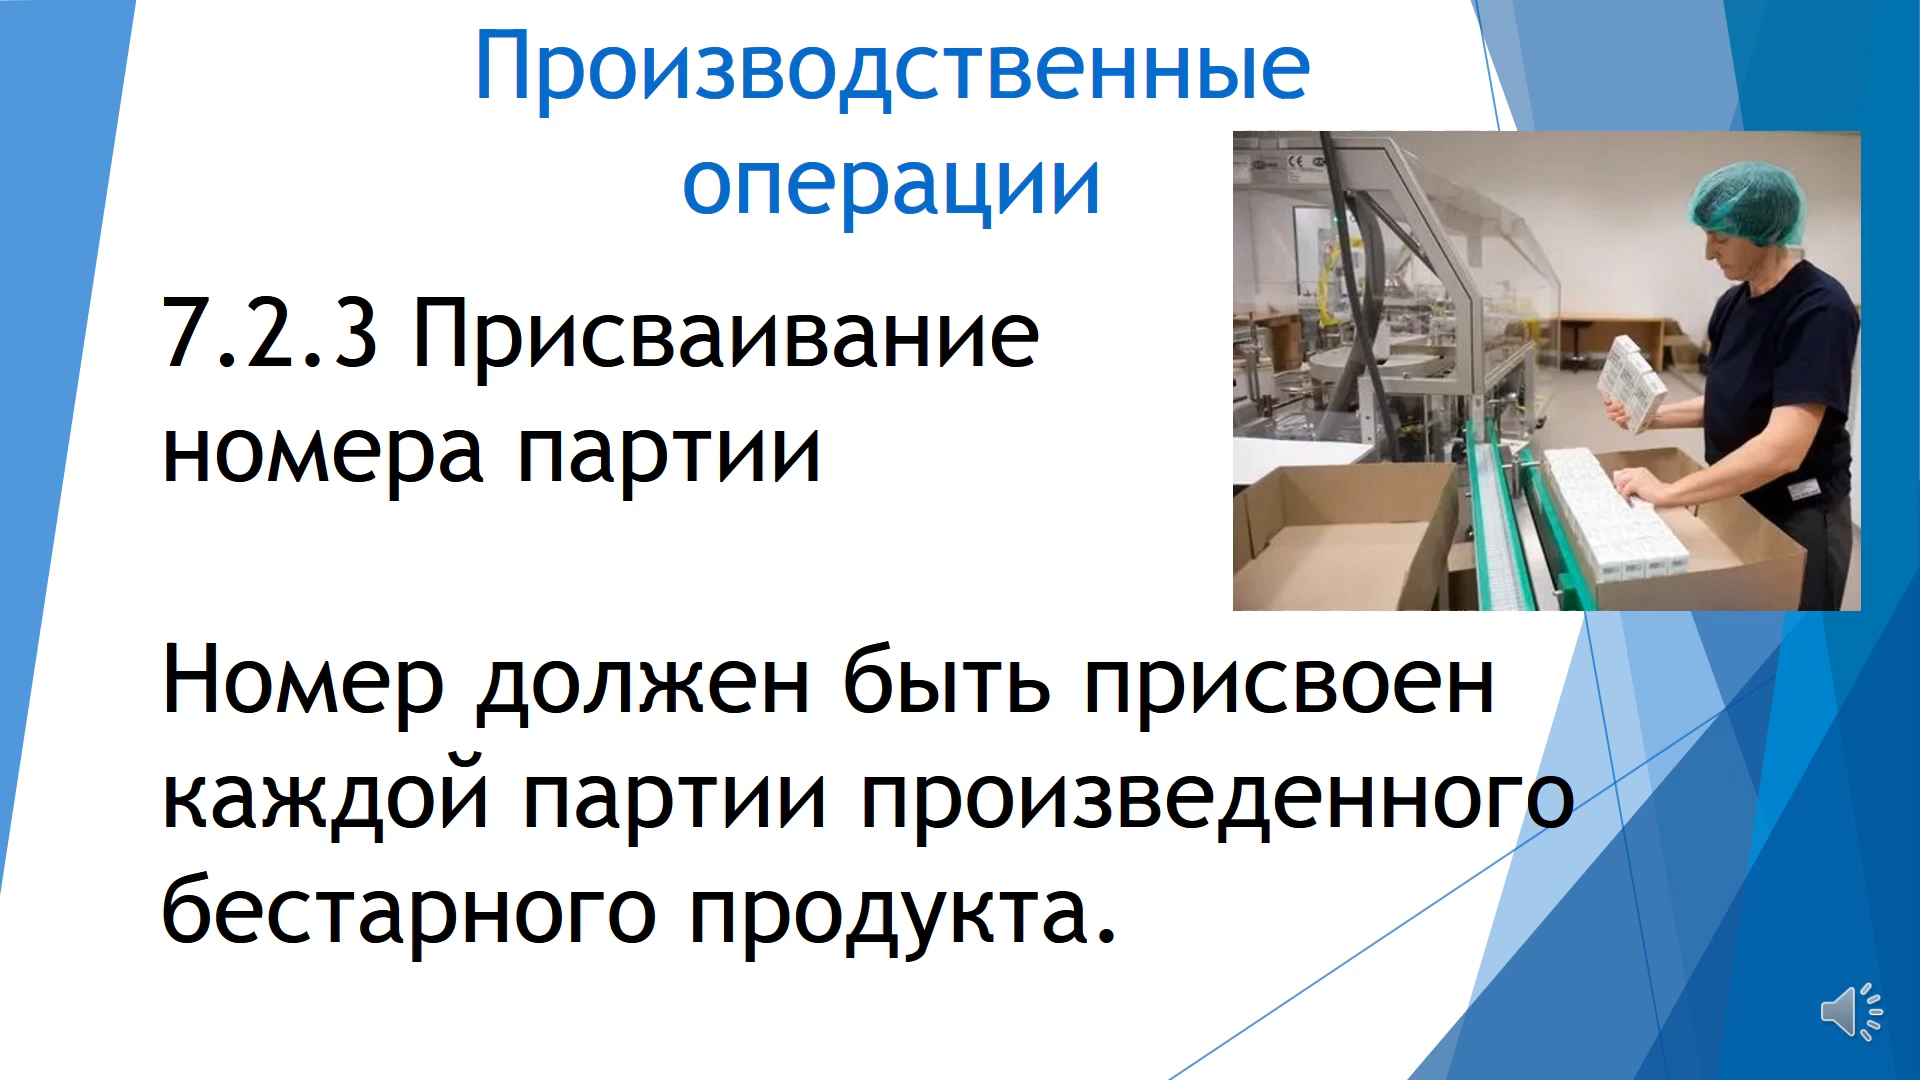 Производственные
операции
7.2.3 Присваивание
номера партии
Номер должен быть присвоен
каждой партии произведенного
бестарного продукта.